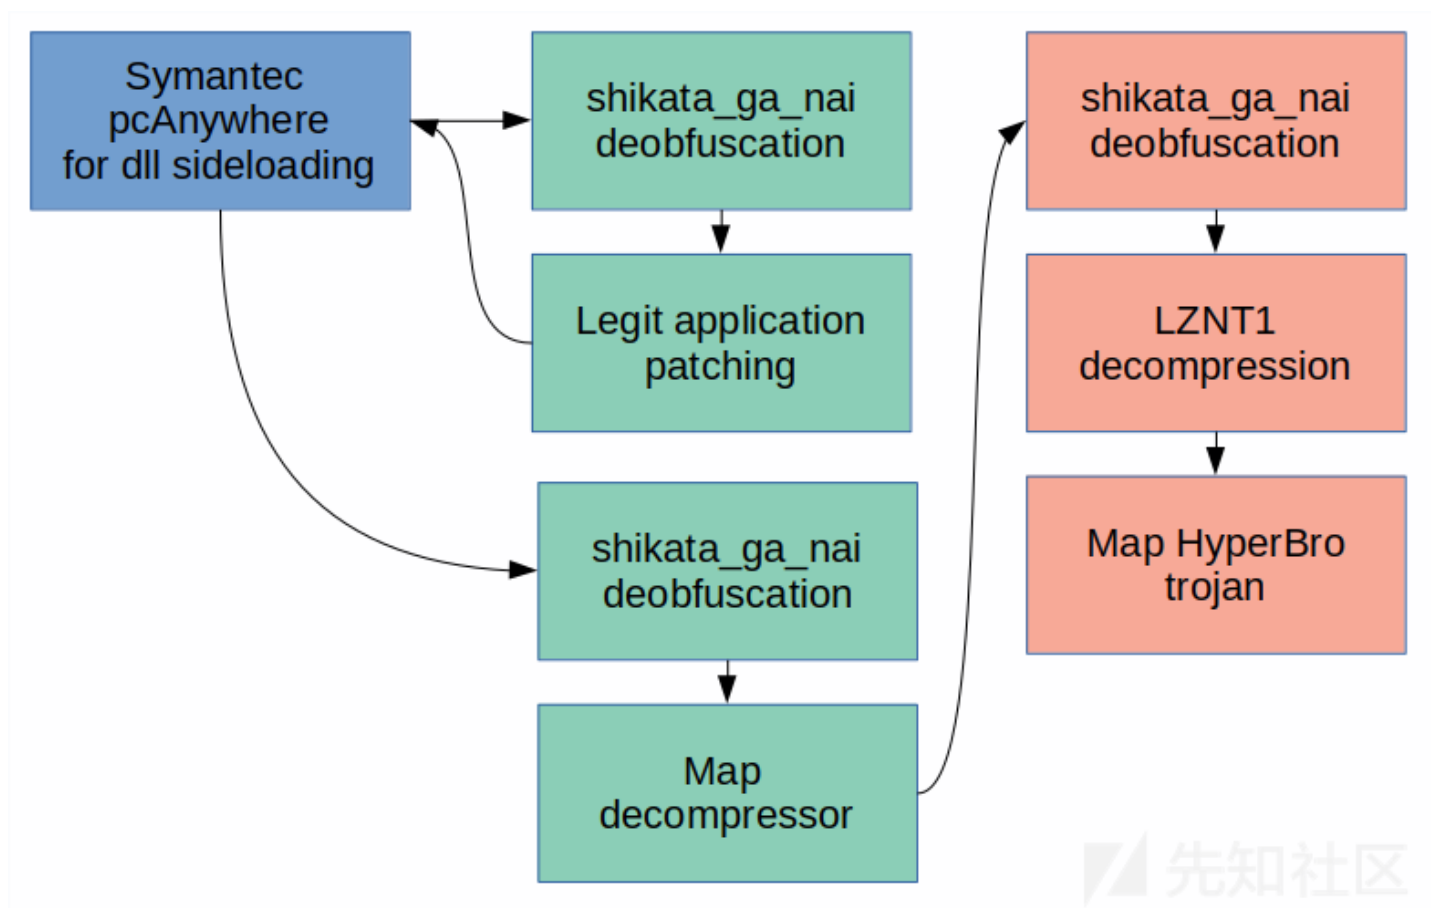 Symantec
pcAnywhere
for dll sideloading
shikata_ga_nai
deobfuscation
Legit application
patching
shikata_ga_nai
deobfuscation
Map
decompressor
shikata_ga_nai
deobfuscation
LZNT1
decompression
Map HyperBro
trojan
先知社区